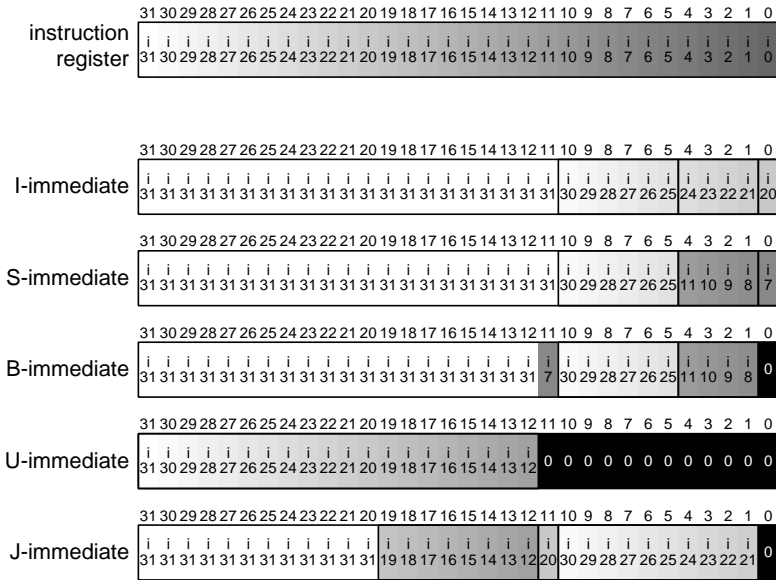 31 30 29 28 27 26 25 24 23 22 21 20 19 18 17 16 15 14 13 12 11 10 9 8 7 6 5 4 3 2 1 0
instruction register
i i i i i i i i i i i i i i i i i i i i i i i i i i i i i i i i
31 30 29 28 27 26 25 24 23 22 21 20 19 18 17 16 15 14 13 12 11 10 9 8 7 6 5 4 3 2 1 0
31 30 29 28 27 26 25 24 23 22 21 20 19 18 17 16 15 14 13 12 11 10 9 8 7 6 5 4 3 2 1 0
I-immediate
i i i i i i i i i i i i i i i i i i i i i i i i i i i i i i i i
31 31 31 31 31 31 31 31 31 31 31 31 31 31 31 31 31 31 31 31 31 30 29 28 27 26 25 24 23 22 21 20
31 30 29 28 27 26 25 24 23 22 21 20 19 18 17 16 15 14 13 12 11 10 9 8 7 6 5 4 3 2 1 0
S-immediate
i i i i i i i i i i i i i i i i i i i i i i i i i i i i i i i i
31 31 31 31 31 31 31 31 31 31 31 31 31 31 31 31 31 31 31 31 31 30 29 28 27 26 25 11 10 9 8 7
31 30 29 28 27 26 25 24 23 22 21 20 19 18 17 16 15 14 13 12 11 10 9 8 7 6 5 4 3 2 1 0
B-immediate
i i i i i i i i i i i i i i i i i i i i i i i i i i i i i i i
31 31 31 31 31 31 31 31 31 31 31 31 31 31 31 31 31 31 31 31 7 30 29 28 27 26 25 11 10 9 8 0
31 30 29 28 27 26 25 24 23 22 21 20 19 18 17 16 15 14 13 12 11 10 9 8 7 6 5 4 3 2 1 0
U-immediate
i i i i i i i i i i i i i i i i i i i i
31 30 29 28 27 26 25 24 23 22 21 20 19 18 17 16 15 14 13 12 0 0 0 0 0 0 0 0 0 0 0 0
31 30 29 28 27 26 25 24 23 22 21 20 19 18 17 16 15 14 13 12 11 10 9 8 7 6 5 4 3 2 1 0
J-immediate
i i i i i i i i i i i i i i i i i i i i i i i i i i i i i i i
31 31 31 31 31 31 31 31 31 31 31 31 19 18 17 16 15 14 13 12 20 30 29 28 27 26 25 24 23 22 21 0